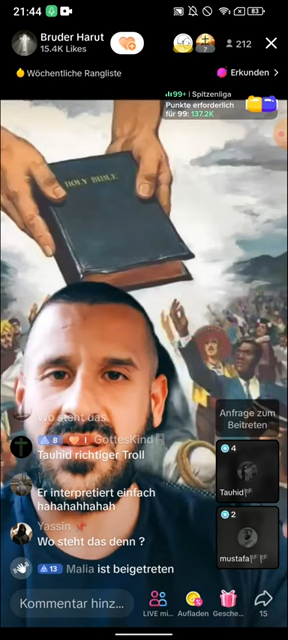 21:44
83
Bruder Harut
15.4K Likes
212
Wöchentliche Rangliste
Erkunden >
99+ | Spitzenliga
Punkte erforderlich
für 99: 137.2K
HOLY BIBLE
Wo steht das
8
I
GottesKind
Tauhid richtiger Troll
Er interpretiert einfach
hahahahhahah
Yassin
Wo steht das denn ?
13 Malia ist beigetreten
Anfrage zum
Beitreten
4
Tauhid
2
mustafa
Kommentar hinz...
LIVE mi...
Aufladen
Gesche...
15